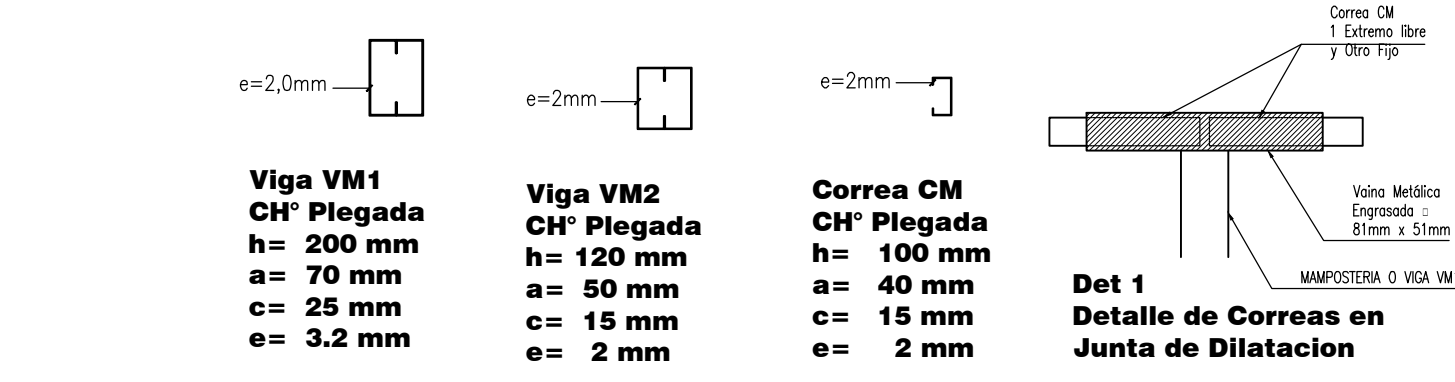 e=2,0mm
Viga VM1
CH° Plegada
h= 200 mm
a= 70 mm
c= 25 mm
e= 3.2 mm
e=2mm
Viga VM2
CH° Plegada
h= 120 mm
a= 50 mm
c= 15 mm
e= 2 mm
e=2mm
Correa CM
CH° Plegada
h= 100 mm
a= 40 mm
c= 15 mm
e= 2 mm
Correa CM
1 Extremo libre
y Otro Fijo
Vaina Metálica
Engrasada □
81mm x 51mm
MAMPOSTERIA O VIGA VM
Det 1
Detalle de Correas en
Junta de Dilatacion